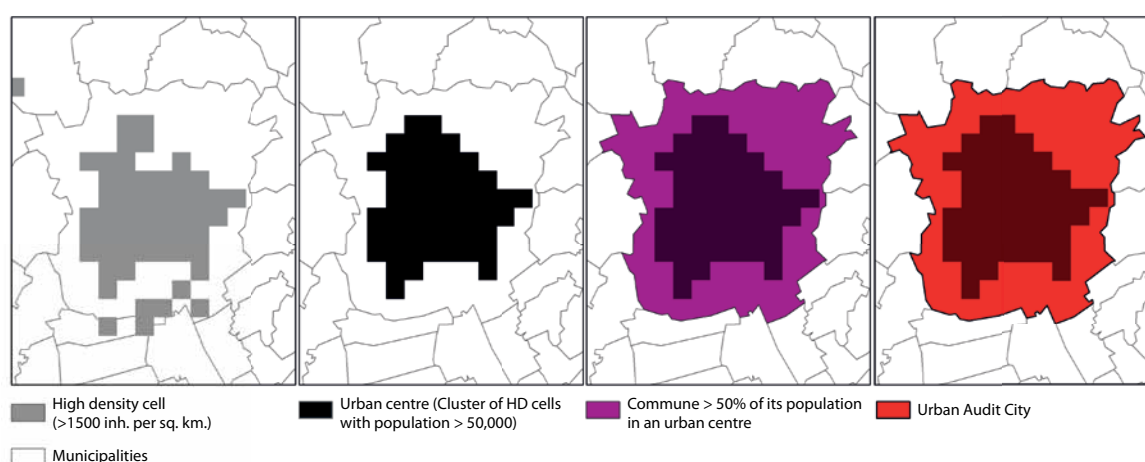 High density cell
(>1500 inh. per sq. km.)
Municipalities
Urban centre (Cluster of HD cells
with population > 50,000)
Commune > 50% of its population
in an urban centre
Urban Audit City